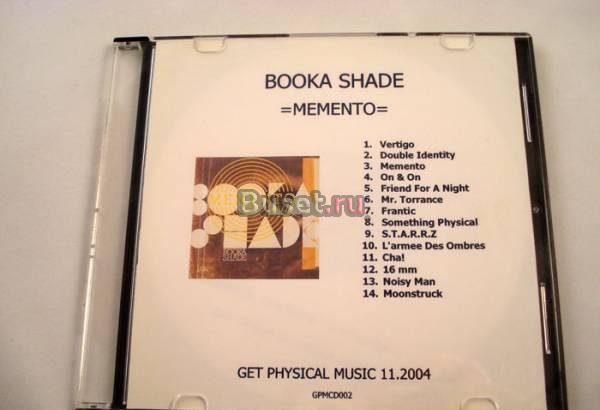 BOOKA SHADE
=MEMENTO=
1. Vertigo
2. Double Identity
3. Memento
4. On & On
5. Friend For A Night
6. Mr. Torrance
7. Frantic
8. Something Physical
9. S.T.A.R.R.Z
10. L'armee Des Ombres
11. Cha!
12. 16 mm
13. Noisy Man
14. Moonstruck
Buset.ru
BOOKA
SHADE
GET PHYSICAL MUSIC 11.2004
GPMCD002